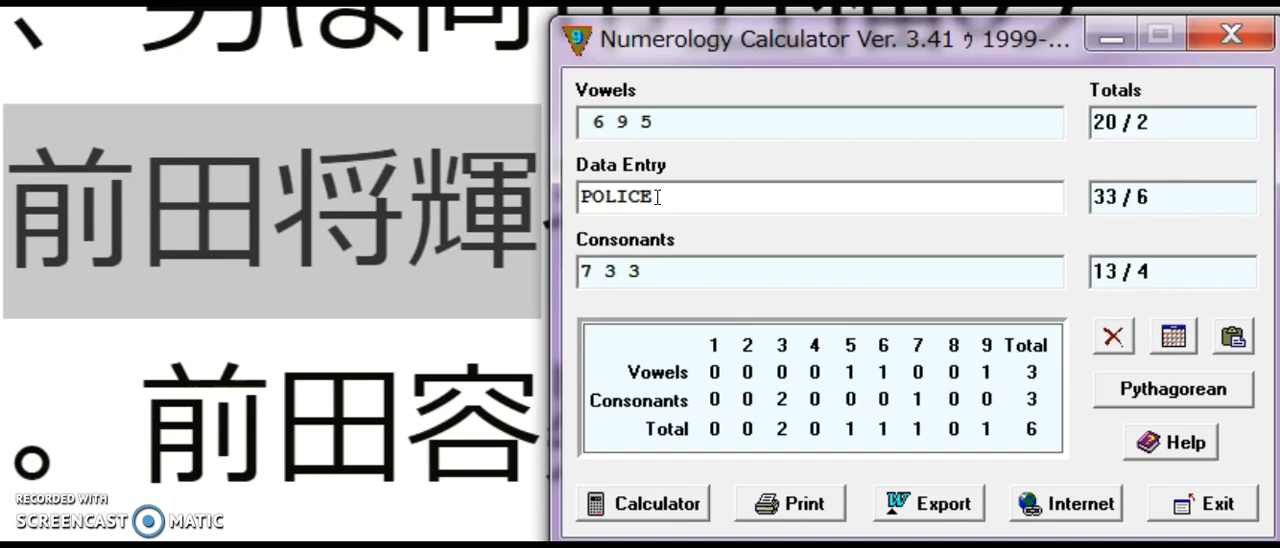 、男は同
前田将輝
。前田容
RECORDED WITH
SCREENCAST MATIC
Numerology Calculator Ver. 3.41 ｩ 1999-...
Vowels Totals
6 9 5 20 / 2
Data Entry
POLICE 33 / 6
Consonants
7 3 3 13 / 4
1 2 3 4 5 6 7 8 9 Total
Vowels 0 0 0 0 1 1 0 0 1 3
Consonants 0 0 2 0 0 0 1 0 0 3
Total 0 0 2 0 1 1 1 0 1 6
Pythagorean
Help
Calculator Print Export Internet Exit